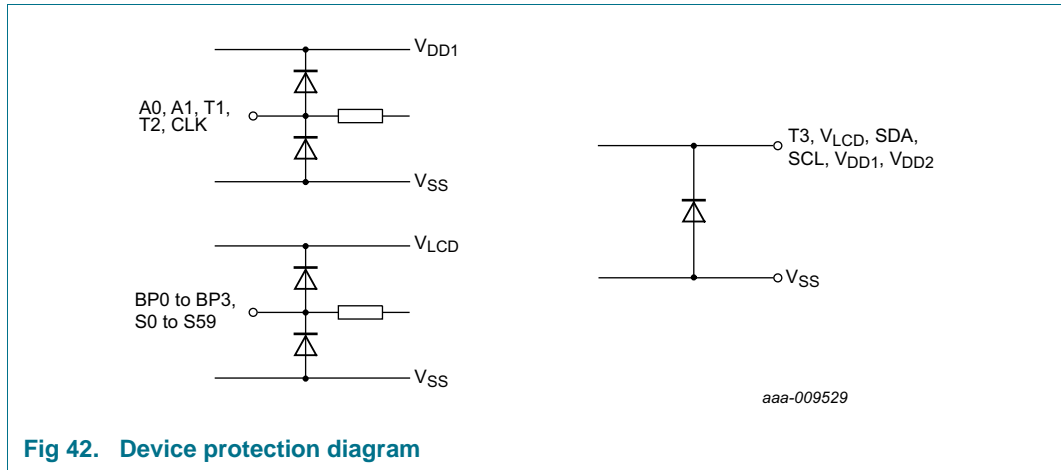 VDD1
A0, A1, T1,
T2, CLK
VSS
VLCD
BP0 to BP3,
S0 to S59
VSS
T3, VLCD, SDA,
SCL, VDD1, VDD2
VSS
aaa-009529
Fig 42. Device protection diagram